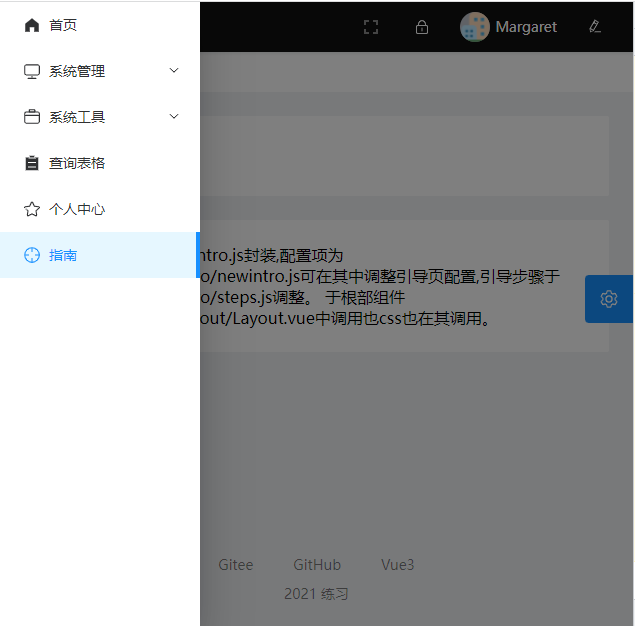 首页
系统管理
系统工具
查询表格
个人中心
指南
Margaret
ntro.js封装,配置项为
o/newintro.js可在其中调整引导页配置,引导步骤于
o/steps.js调整。 于根部组件
out/Layout.vue中调用也css也在其调用。
Gitee GitHub Vue3
2021 练习